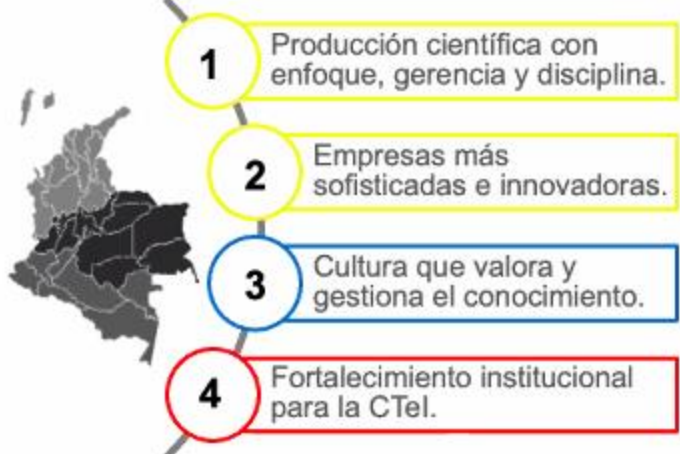 1
Producción científica con
enfoque, gerencia y disciplina.
2
Empresas más
sofisticadas e innovadoras.
3
Cultura que valora y
gestiona el conocimiento.
4
Fortalecimiento institucional
para la CTeI.